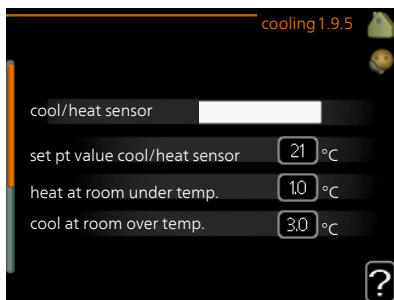 cooling 1.9.5
cool/heat sensor
set pt value cool/heat sensor 21 °C
heat at room under temp. 1.0 °C
cool at room over temp. 3.0 °C
?